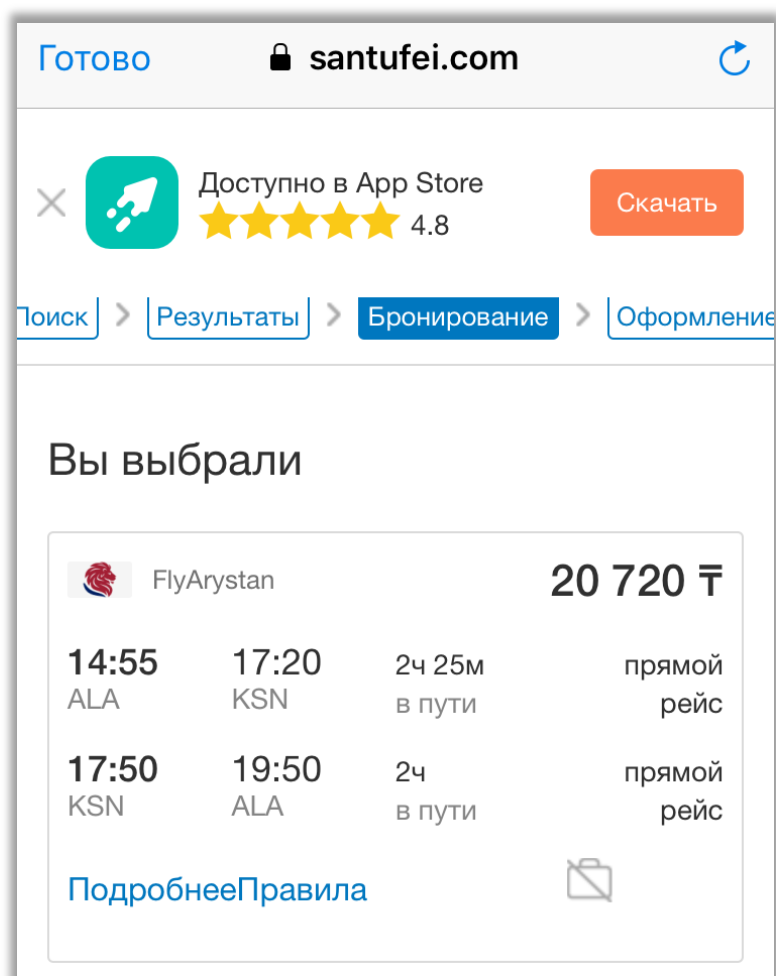 Готово santufei.com
Доступно в App Store
4.8
Скачать
Поиск Результаты Бронирование Оформление
Вы выбрали
FlyArystan 20 720 ₸
14:55 17:20 2ч 25м прямой
ALA KSN в пути рейс
17:50 19:50 2ч прямой
KSN ALA в пути рейс
ПодробнееПравила